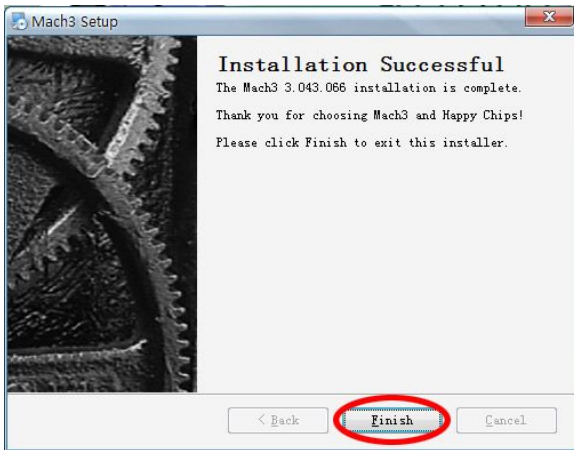 Mach3 Setup
Installation Successful
The Mach3 3.043.066 installation is complete.
Thank you for choosing Mach3 and Happy Chips!
Please click Finish to exit this installer.
< Back
Finish
Cancel